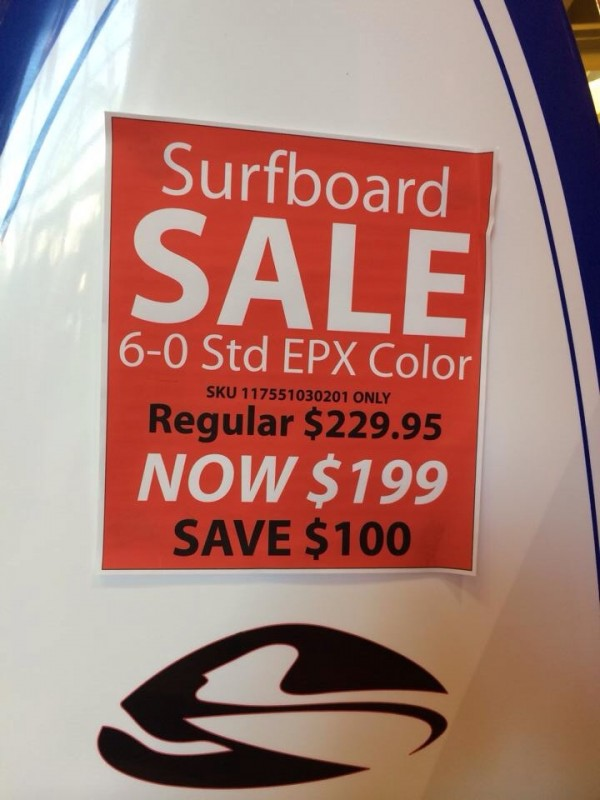 Surfboard
SALE
6-0 Std EPX Color
SKU 117551030201 ONLY
Regular $229.95
NOW $199
SAVE $100